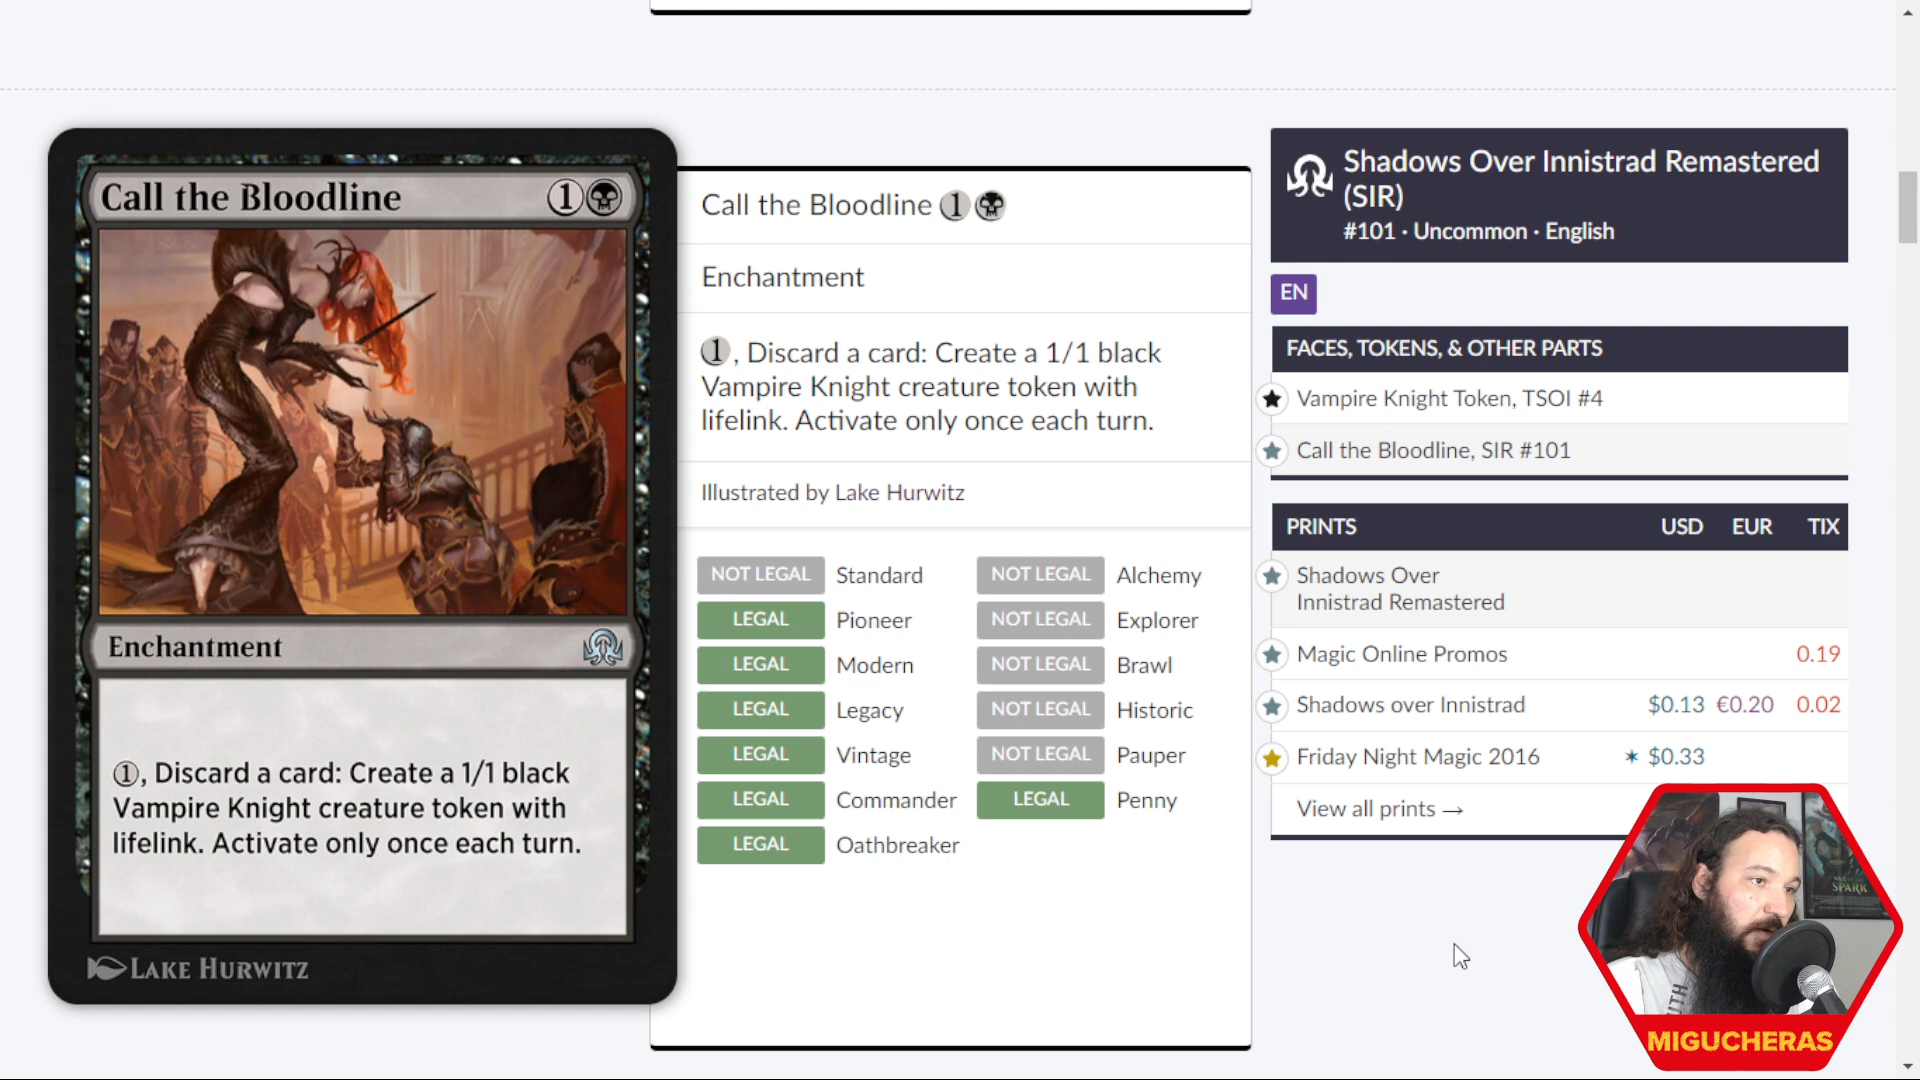 Call the Bloodline 1
Enchantment
1, Discard a card: Create a 1/1 black
Vampire Knight creature token with
lifelink. Activate only once each turn.
LAKE HURWITZ
Call the Bloodline 1
Enchantment
1, Discard a card: Create a 1/1 black
Vampire Knight creature token with
lifelink. Activate only once each turn.
Illustrated by Lake Hurwitz
NOT LEGAL Standard NOT LEGAL Alchemy
LEGAL Pioneer NOT LEGAL Explorer
LEGAL Modern NOT LEGAL Brawl
LEGAL Legacy NOT LEGAL Historic
LEGAL Vintage NOT LEGAL Pauper
LEGAL Commander LEGAL Penny
LEGAL Oathbreaker
Shadows Over Innistrad Remastered
(SIR)
#101 · Uncommon · English
EN
FACES, TOKENS, & OTHER PARTS
Vampire Knight Token, TSOI #4
Call the Bloodline, SIR #101
PRINTS USD EUR TIX
Shadows Over
Innistrad Remastered
Magic Online Promos 0.19
Shadows over Innistrad $0.13 €0.20 0.02
Friday Night Magic 2016 $0.33
View all prints →
SPARK
MIGUCHERAS